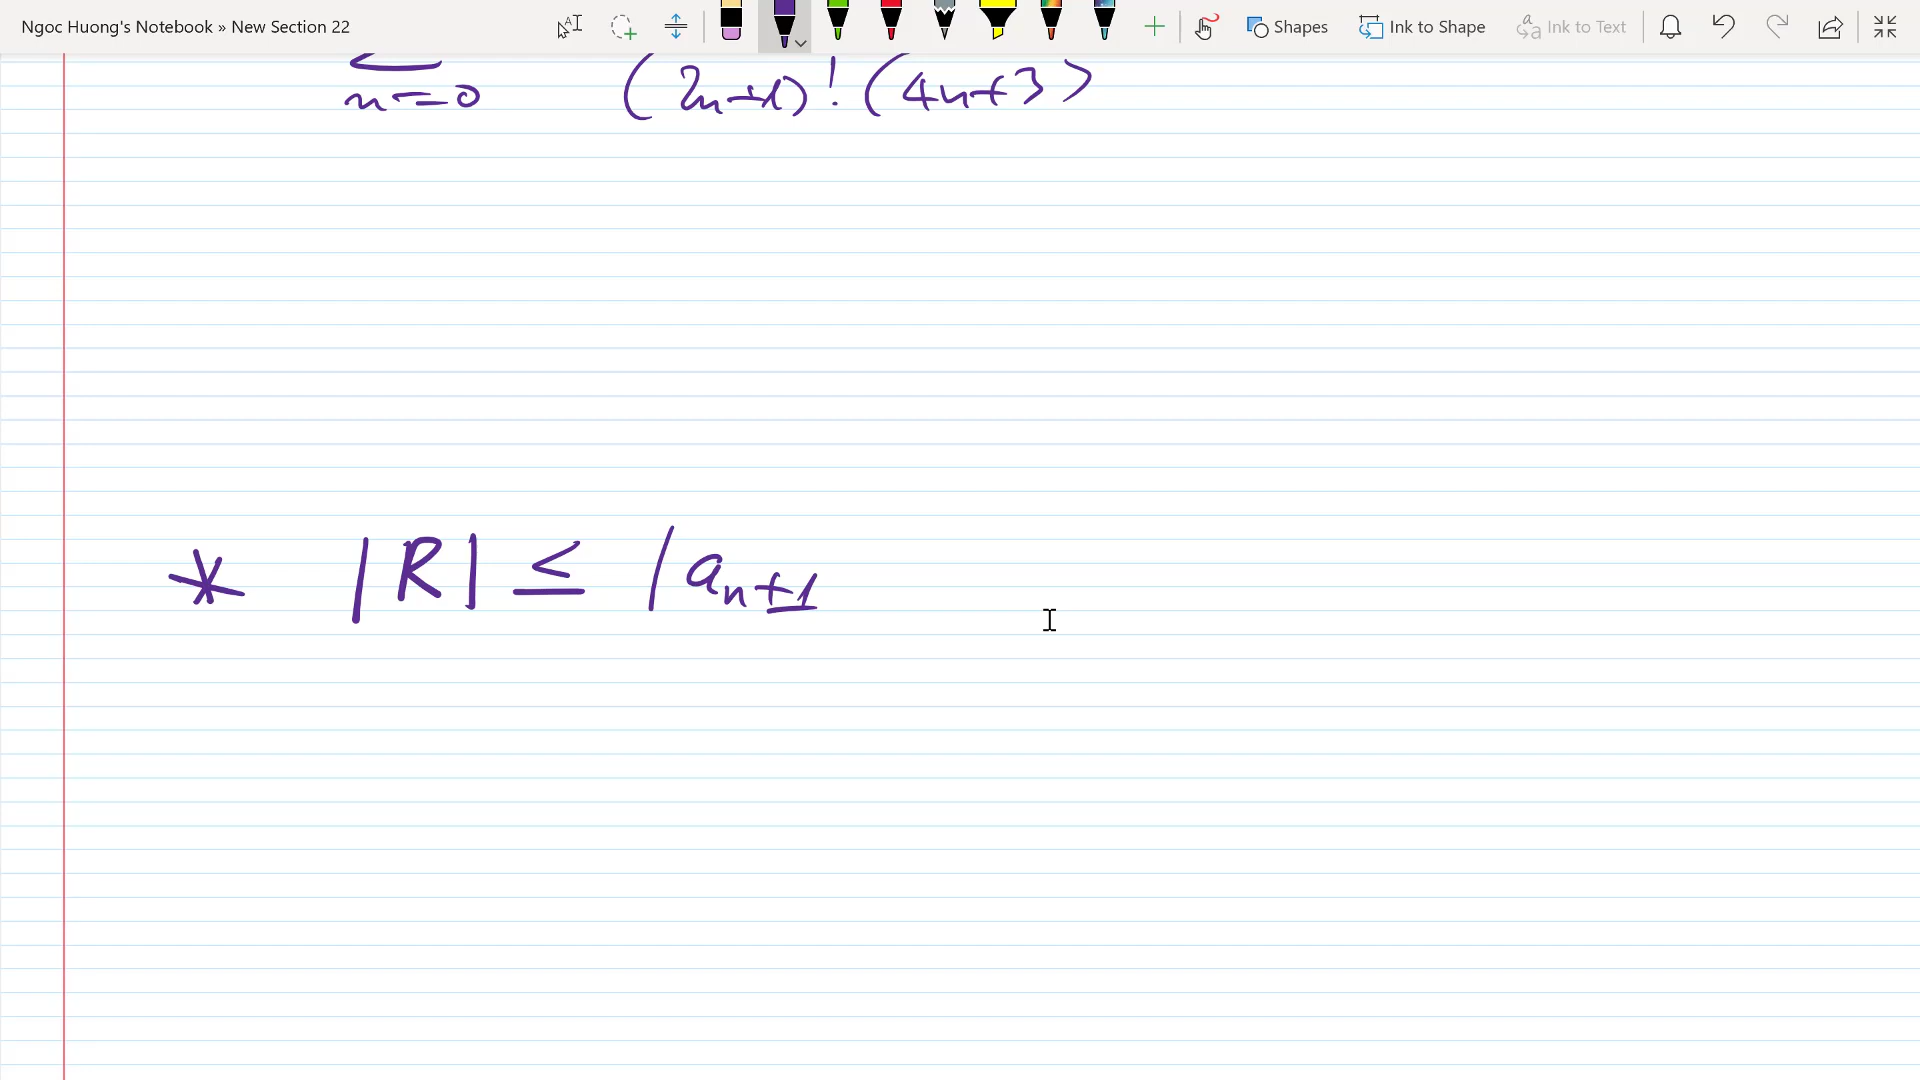 Ngoc Huong's Notebook » New Section 22 Shapes Ink to Shape Ink to Text
n=0 (2n+1)! (4n+3)
* |R| ≤ |a_{n+1}